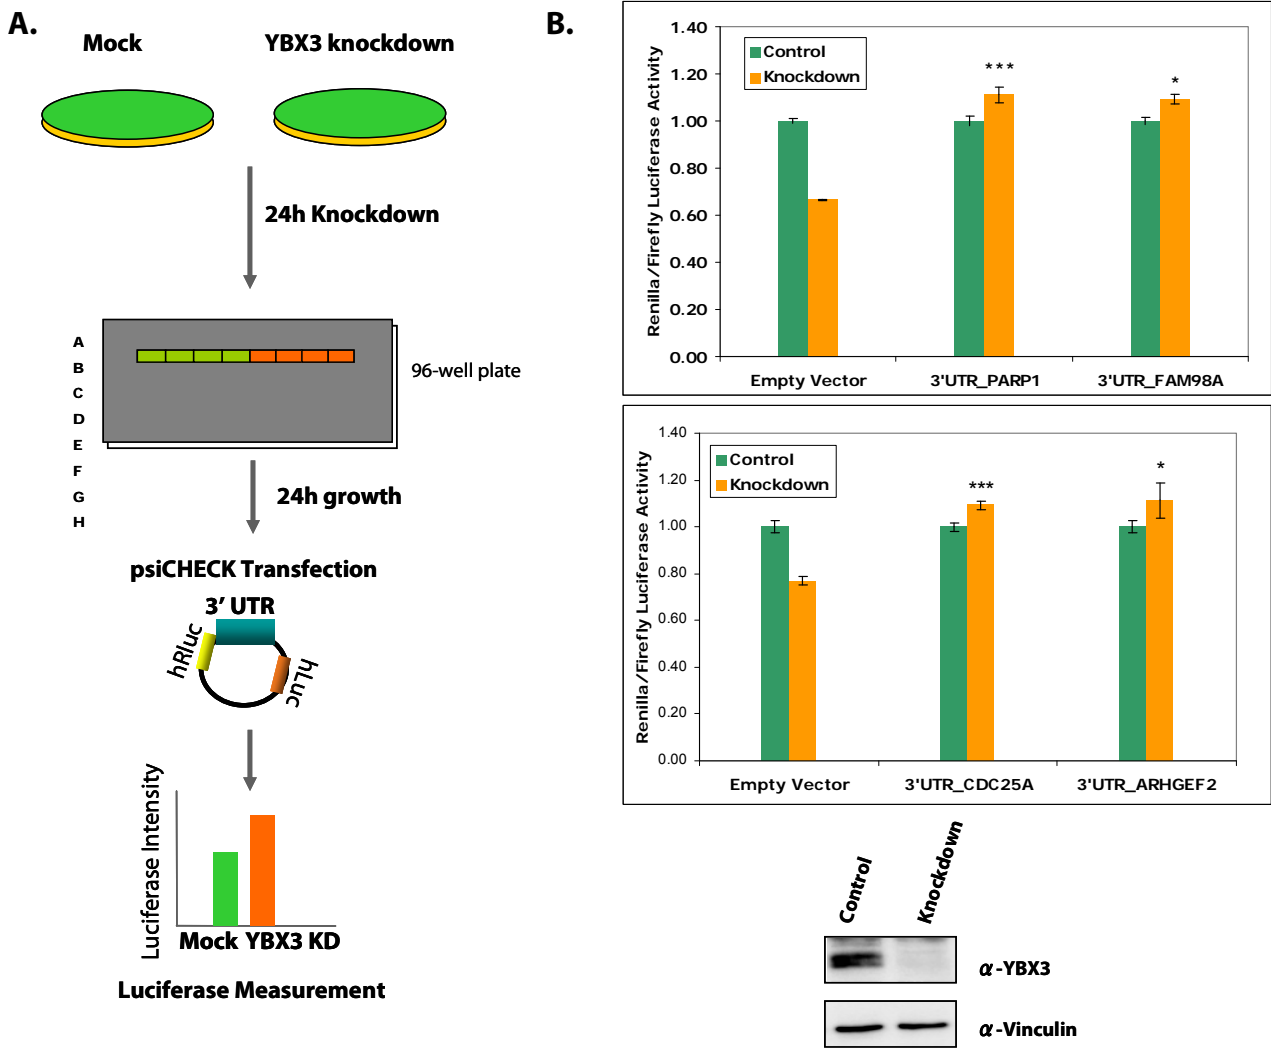 A.
Mock
YBX3 knockdown
24h Knockdown
A
B
C
D
E
F
G
H
96-well plate
24h growth
psiCHECK Transfection
3’ UTR
hRluc
hLuc
Luciferase Intensity
Mock YBX3 KD
Luciferase Measurement
B.
Renilla/Firefly Luciferase Activity
1.40
1.20
1.00
0.80
0.60
0.40
0.20
0.00
Control
Knockdown
***
*
Empty Vector
3'UTR_PARP1
3'UTR_FAM98A
Renilla/Firefly Luciferase Activity
1.40
1.20
1.00
0.80
0.60
0.40
0.20
0.00
Control
Knockdown
***
*
Empty Vector
3'UTR_CDC25A
3'UTR_ARHGEF2
Control
Knockdown
α-YBX3
α-Vinculin